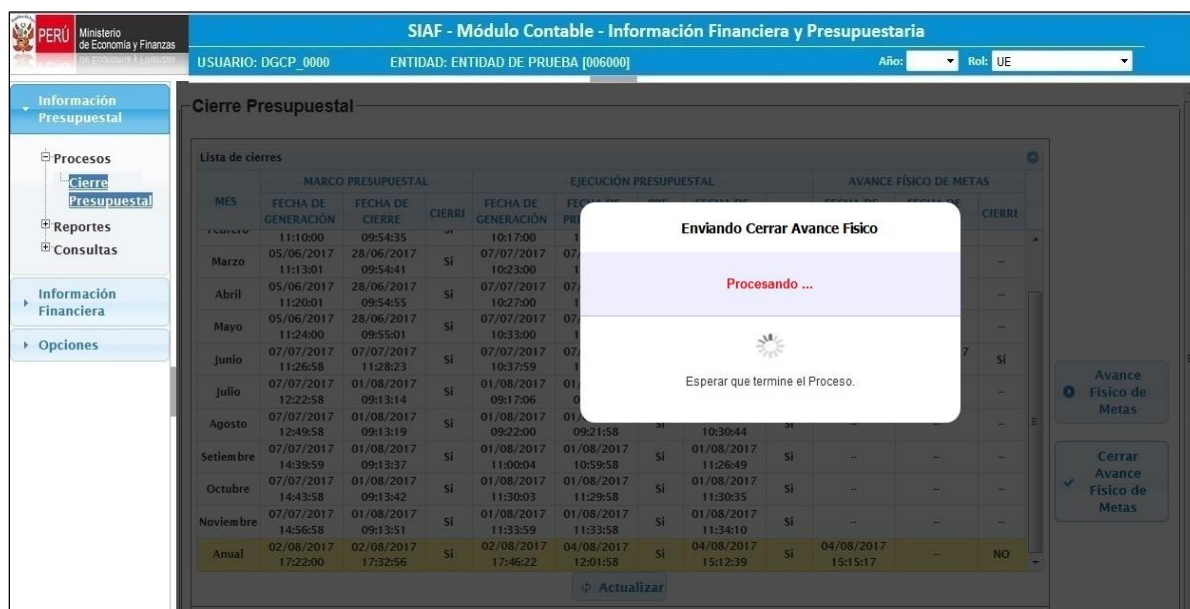 PERÚ Ministerio de Economía y Finanzas
SIAF - Módulo Contable - Información Financiera y Presupuestaria
USUARIO: DGCP_0000 ENTIDAD: ENTIDAD DE PRUEBA [006000] Año: Rol: UE
Información Presupuestal
Procesos
Cierre Presupuestal
Reportes
Consultas
Información Financiera
Opciones
Cierre Presupuestal
Lista de cierres
MARCO PRESUPUESTAL EJECUCIÓN PRESUPUESTAL AVANCE FÍSICO DE METAS
MES FECHA DE GENERACIÓN FECHA DE CIERRE CIERRI FECHA DE GENERACIÓN CIERRE
11:10:00 09:54:35 10:17:00
Marzo 05/06/2017 11:13:01 28/06/2017 09:54:41 Si 07/07/2017 10:23:00 --
Abril 05/06/2017 11:20:01 28/06/2017 09:54:55 Si 07/07/2017 10:27:00 --
Mayo 05/06/2017 11:24:00 28/06/2017 09:55:01 Si 07/07/2017 10:33:00 --
Junio 07/07/2017 11:26:58 07/07/2017 11:28:23 Si 07/07/2017 10:37:59 Si
Julio 07/07/2017 12:22:58 01/08/2017 09:13:14 Si 01/08/2017 09:17:06 --
Agosto 07/07/2017 12:49:58 01/08/2017 09:13:19 Si 01/08/2017 09:22:00 09:21:58 10:30:44 -- -- --
Setiembre 07/07/2017 14:39:59 01/08/2017 09:13:37 Si 01/08/2017 11:00:04 01/08/2017 10:59:58 Si 01/08/2017 11:26:49 Si -- -- --
Octubre 07/07/2017 14:43:58 01/08/2017 09:13:42 Si 01/08/2017 11:30:03 01/08/2017 11:29:58 Si 01/08/2017 11:30:35 Si -- -- --
Noviembre 07/07/2017 14:56:58 01/08/2017 09:13:51 Si 01/08/2017 11:33:59 01/08/2017 11:33:58 Si 01/08/2017 11:34:10 Si -- -- --
Anual 02/08/2017 17:22:00 02/08/2017 17:32:56 Si 02/08/2017 17:46:22 04/08/2017 12:01:58 Si 04/08/2017 15:12:39 Si 04/08/2017 15:15:17 -- NO
Actualizar
Enviando Cerrar Avance Fisico
Procesando ...
Esperar que termine el Proceso.
Avance Físico de Metas
Cerrar Avance Físico de Metas